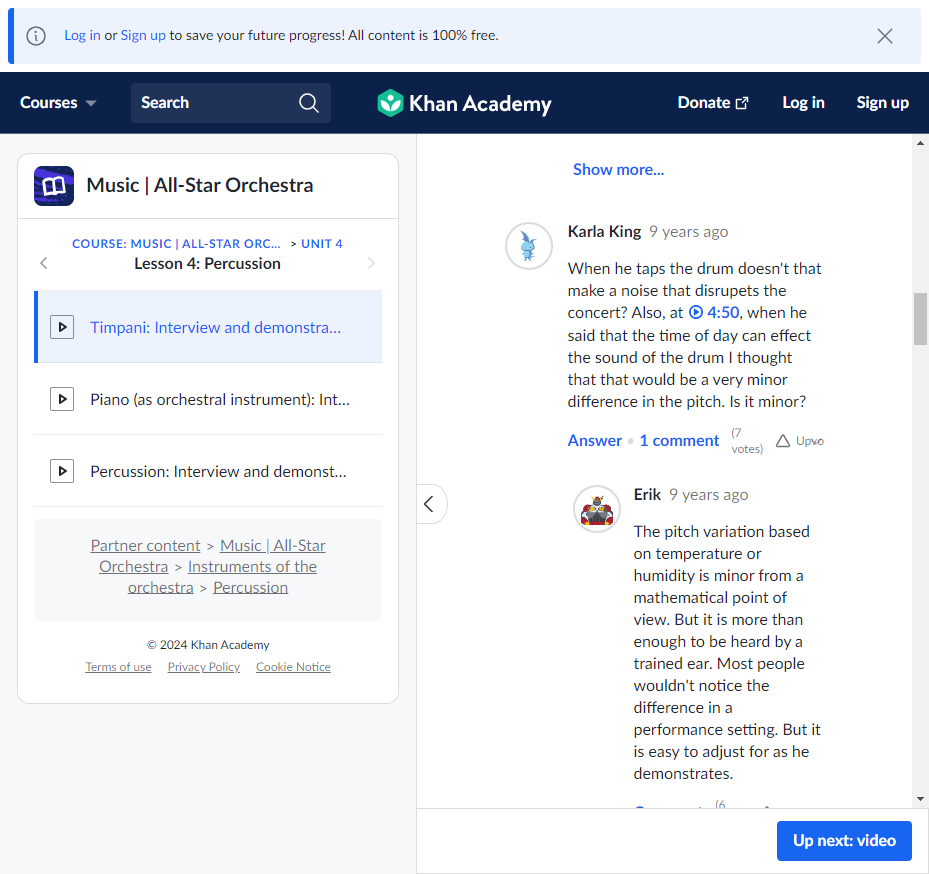 Log in or Sign up to save your future progress! All content is 100% free.
Courses
Search
Khan Academy
Donate
Log in
Sign up
Music | All-Star Orchestra
COURSE: MUSIC | ALL-STAR ORC... > UNIT 4
Lesson 4: Percussion
Timpani: Interview and demonstra...
Piano (as orchestral instrument): Int...
Percussion: Interview and demonst...
Partner content > Music | All-Star
Orchestra > Instruments of the
orchestra > Percussion
© 2024 Khan Academy
Terms of use Privacy Policy Cookie Notice
Show more...
Karla King 9 years ago
When he taps the drum doesn't that
make a noise that disrupets the
concert? Also, at 4:50, when he
said that the time of day can effect
the sound of the drum I thought
that that would be a very minor
difference in the pitch. Is it minor?
Answer • 1 comment (7
votes) Upvo
Erik 9 years ago
The pitch variation based
on temperature or
humidity is minor from a
mathematical point of
view. But it is more than
enough to be heard by a
trained ear. Most people
wouldn't notice the
difference in a
performance setting. But it
is easy to adjust for as he
demonstrates.
(6
Up next: video